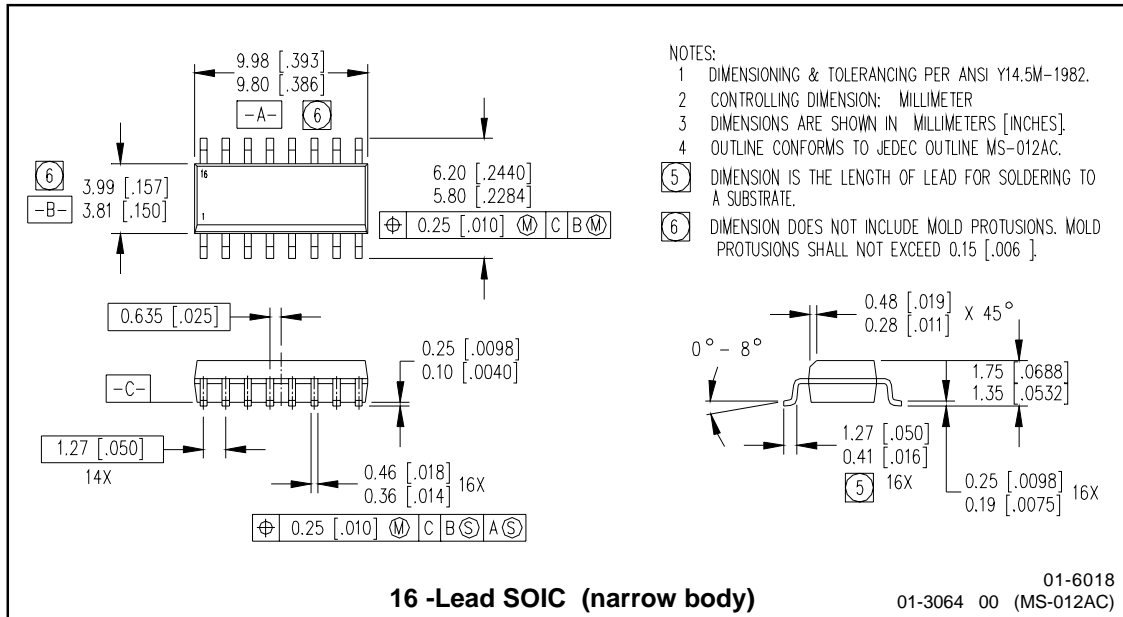 9.98 [.393]
9.80 [.386]
-A- 6
6
3.99 [.157]
3.81 [.150]
-B-
16
1
6.20 [.2440]
5.80 [.2284]
⌖ 0.25 [.010] Ⓜ C B Ⓜ
NOTES:
1 DIMENSIONING & TOLERANCING PER ANSI Y14.5M-1982.
2 CONTROLLING DIMENSION: MILLIMETER
3 DIMENSIONS ARE SHOWN IN MILLIMETERS [INCHES].
4 OUTLINE CONFORMS TO JEDEC OUTLINE MS-012AC.
5 DIMENSION IS THE LENGTH OF LEAD FOR SOLDERING TO
A SUBSTRATE.
6 DIMENSION DOES NOT INCLUDE MOLD PROTUSIONS. MOLD
PROTUSIONS SHALL NOT EXCEED 0.15 [.006 ].
0.635 [.025]
0.25 [.0098]
0.10 [.0040]
-C-
1.27 [.050]
14X
0.46 [.018]
0.36 [.014] 16X
⌖ 0.25 [.010] Ⓜ C B Ⓢ A Ⓢ
0.48 [.019]
0.28 [.011] X 45°
0° - 8°
1.75 [.0688]
1.35 [.0532]
1.27 [.050]
0.41 [.016]
5 16X
0.25 [.0098]
0.19 [.0075] 16X
16 -Lead SOIC (narrow body)
01-6018
01-3064 00 (MS-012AC)